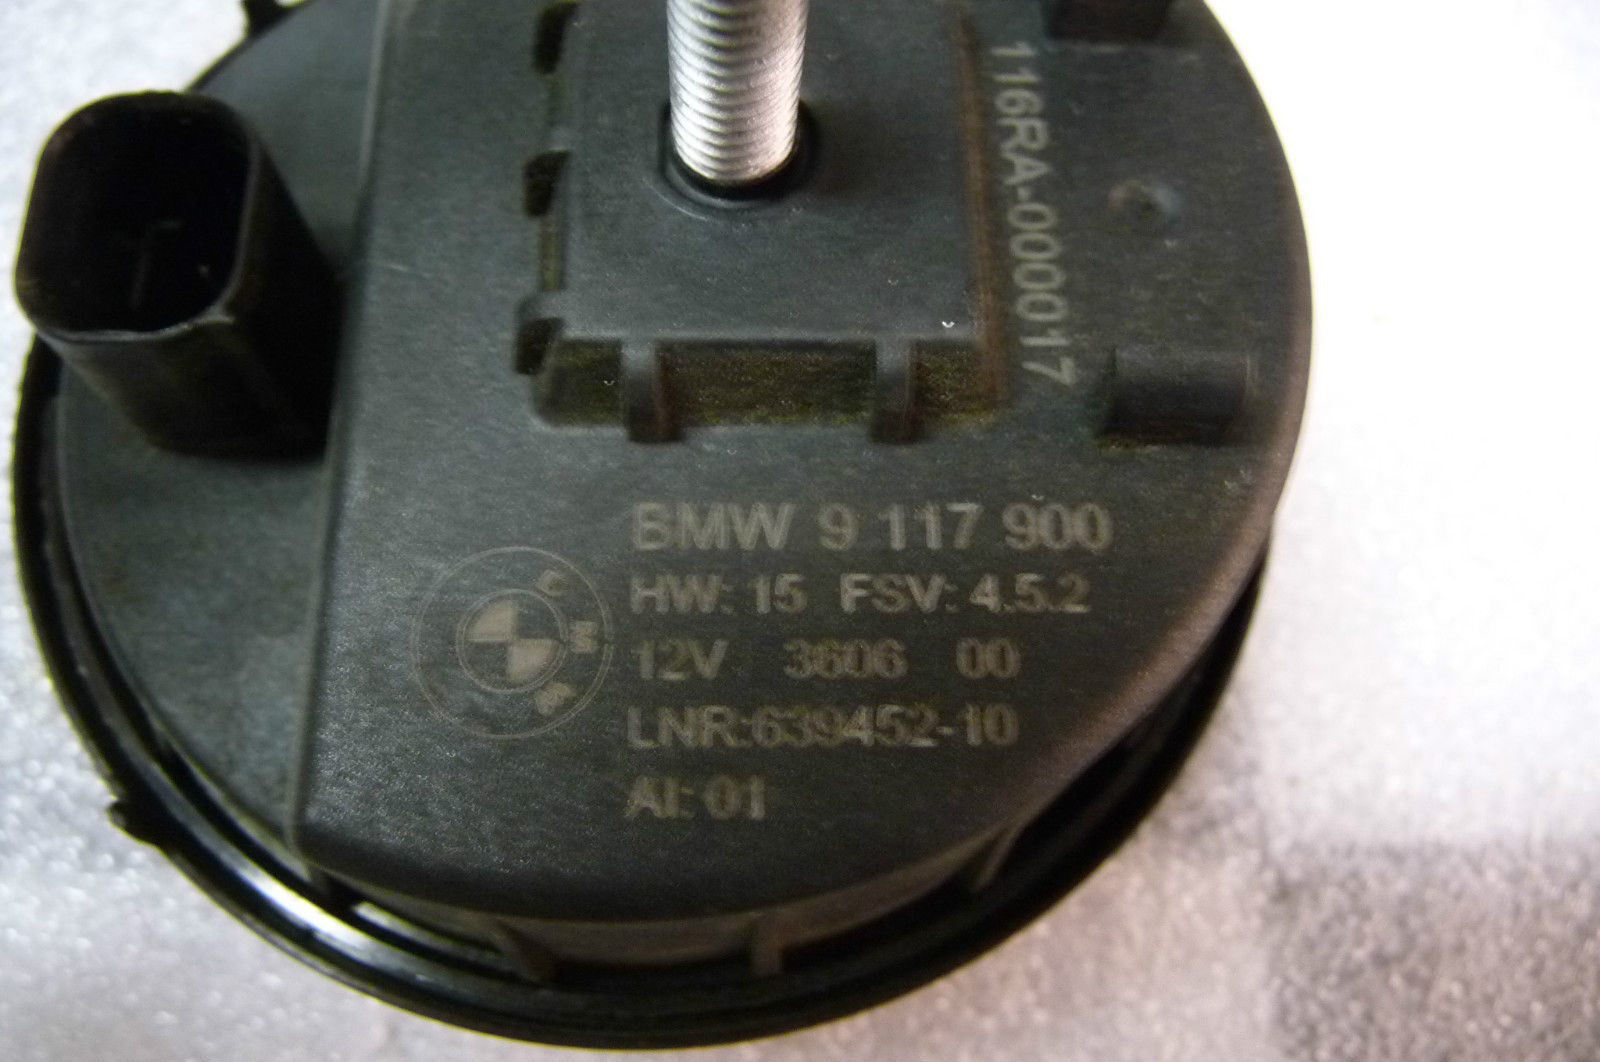 116RA-000017
BMW 9 117 900
HW: 15 FSV: 4.5.2
12V 3606 00
LNR:639452-10
AI: 01
BMW